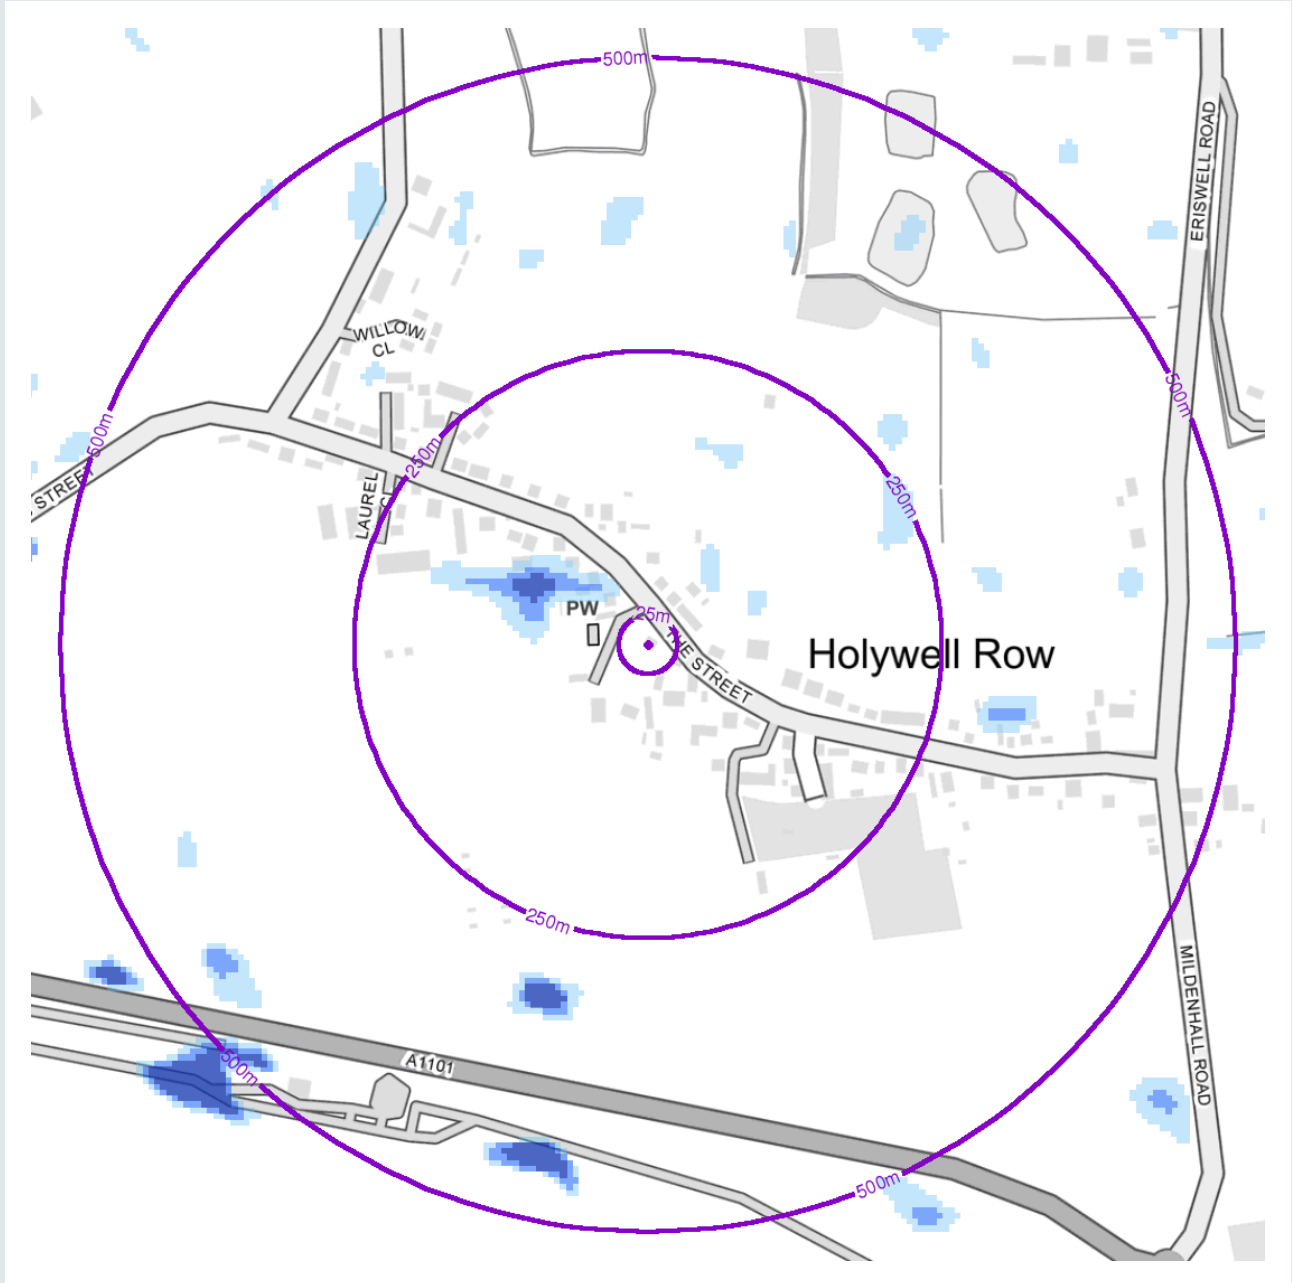 500m
ERISWELL ROAD
WILLOW
CL
500m
500m
250m
STREET
LAUREL
250m
PW
25m
THE STREET
Holywell Row
250m
500m
A1101
MILDENHALL ROAD
500m